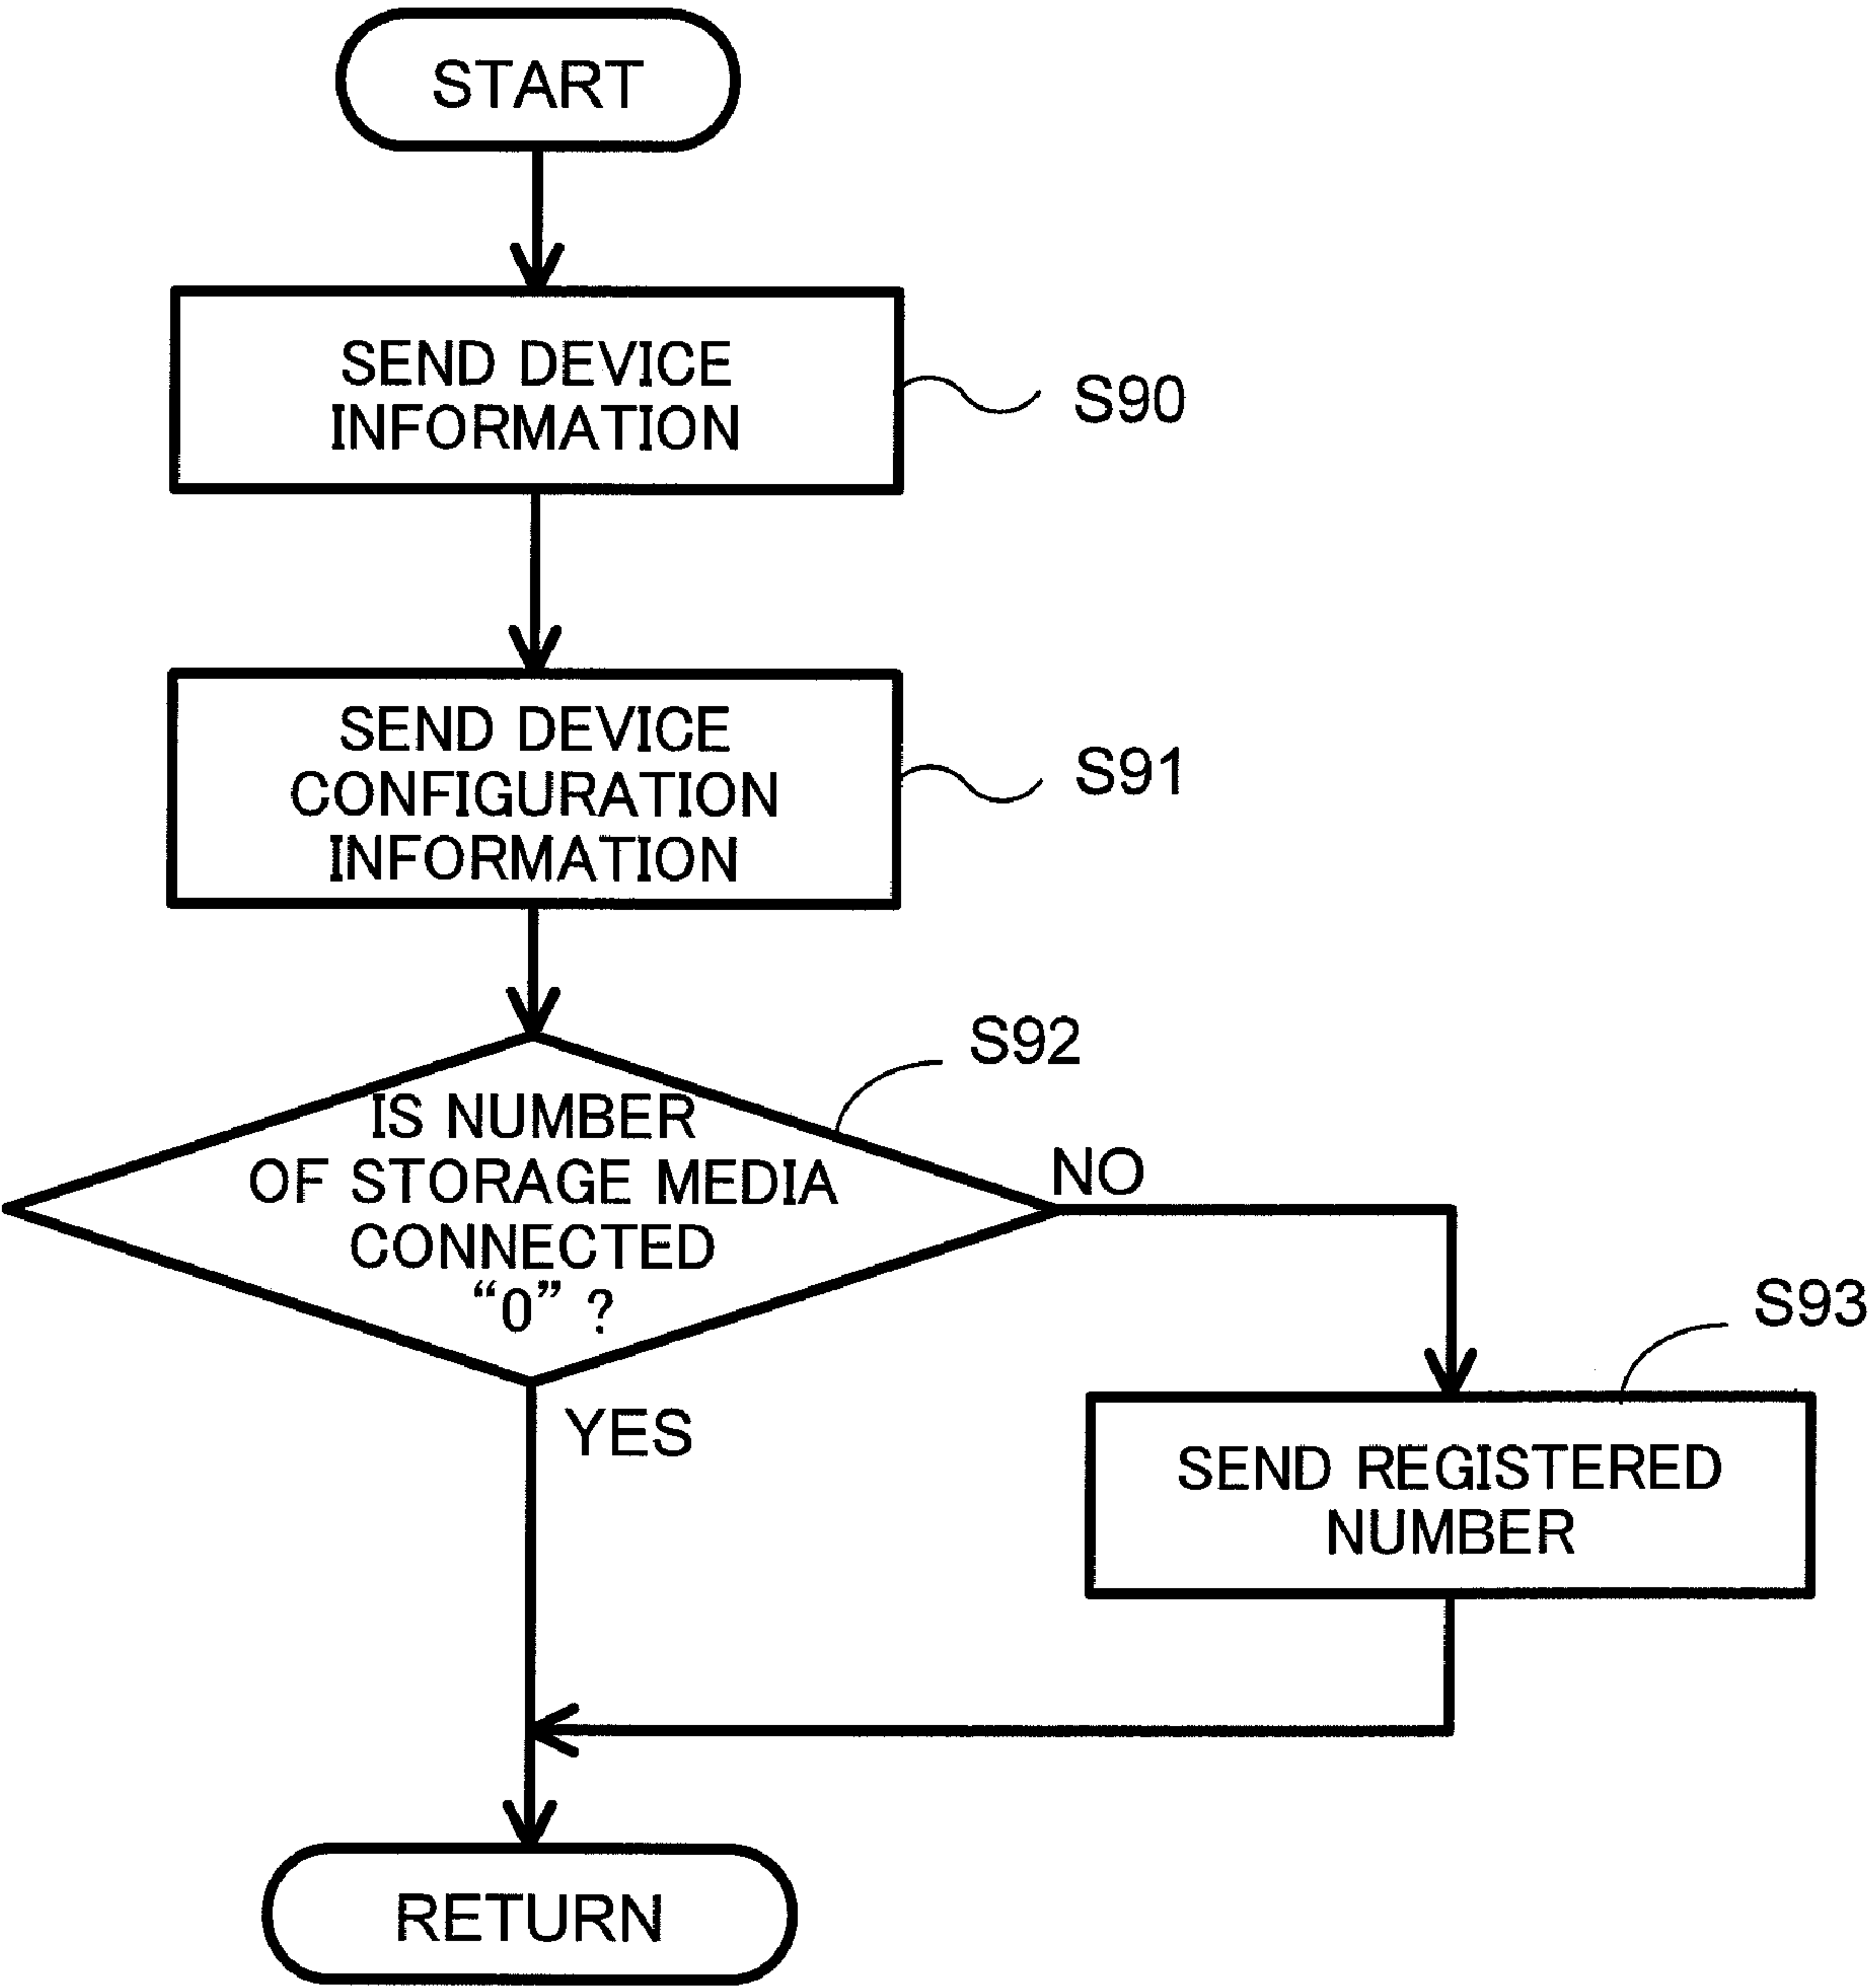 START
SEND DEVICE
INFORMATION
S90
SEND DEVICE
CONFIGURATION
INFORMATION
S91
S92
IS NUMBER
OF STORAGE MEDIA
CONNECTED
“0” ?
NO
YES
S93
SEND REGISTERED
NUMBER
RETURN